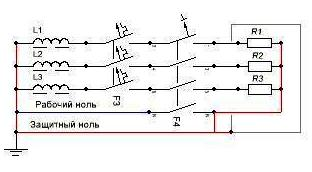 L1
R1
L2
R2
L3
R3
F3
Рабочий ноль
F4
Защитный ноль